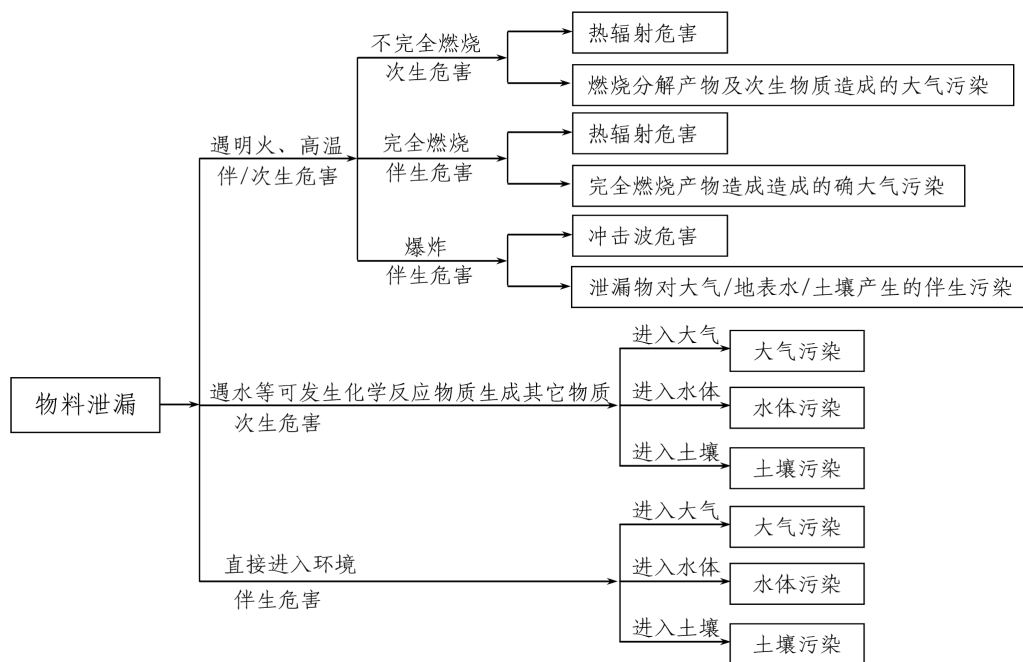 不完全燃烧
次生危害
热辐射危害
燃烧分解产物及次生物质造成的大气污染
遇明火、高温
伴/次生危害
完全燃烧
伴生危害
热辐射危害
完全燃烧产物造成造成的确大气污染
爆炸
伴生危害
冲击波危害
泄漏物对大气/地表水/土壤产生的伴生污染
物料泄漏
遇水等可发生化学反应物质生成其它物质
次生危害
进入大气
大气污染
进入水体
水体污染
进入土壤
土壤污染
直接进入环境
伴生危害
进入大气
大气污染
进入水体
水体污染
进入土壤
土壤污染